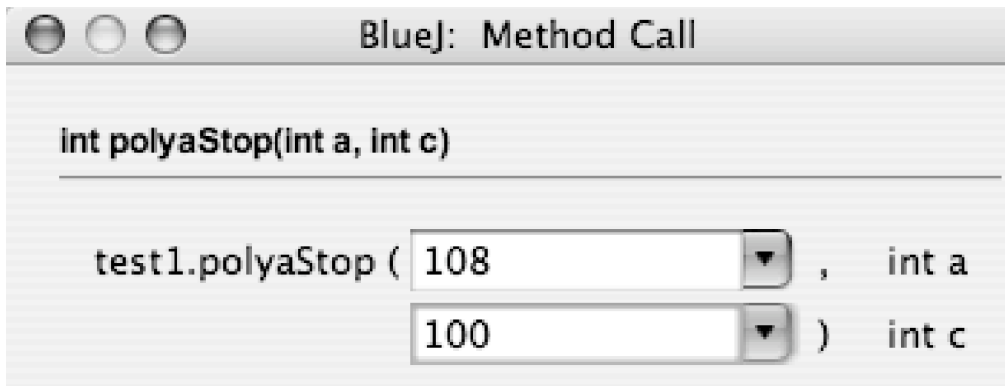 BlueJ: Method Call
int polyaStop(int a, int c)
test1.polyaStop ( 108 , int a
100 ) int c